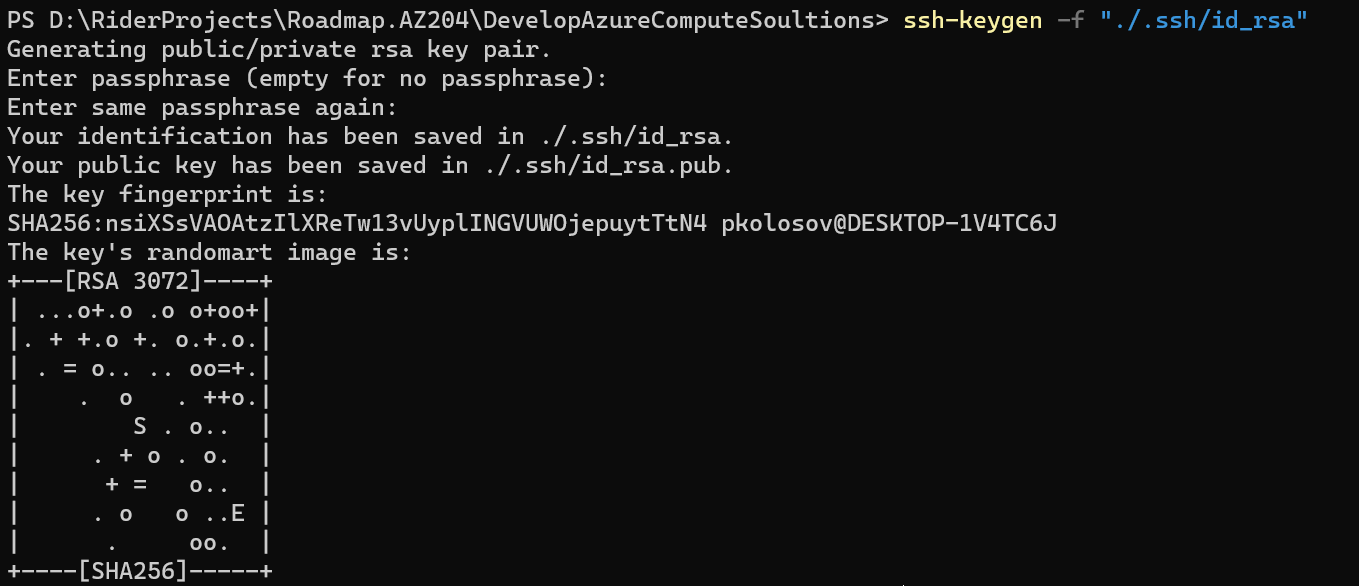 PS D:\RiderProjects\Roadmap.AZ204\DevelopAzureComputeSoultions> ssh-keygen -f "./.ssh/id_rsa"
Generating public/private rsa key pair.
Enter passphrase (empty for no passphrase):
Enter same passphrase again:
Your identification has been saved in ./.ssh/id_rsa.
Your public key has been saved in ./.ssh/id_rsa.pub.
The key fingerprint is:
SHA256:nsiXSsVAOAtzIlXReTw13vUyplINGVUWOjepuytTtN4 pkolosov@DESKTOP-1V4TC6J
The key's randomart image is:
+---[RSA 3072]----+
| ...o+.o .o o+oo+|
|. + +.o +. o.+.o.|
| . = o.. .. oo=+.|
|    .  o   . ++o.|
|        S . o..  |
|     . + o . o.  |
|      + =   o..  |
|     . o   o ..E |
|      .     oo.  |
+----[SHA256]-----+